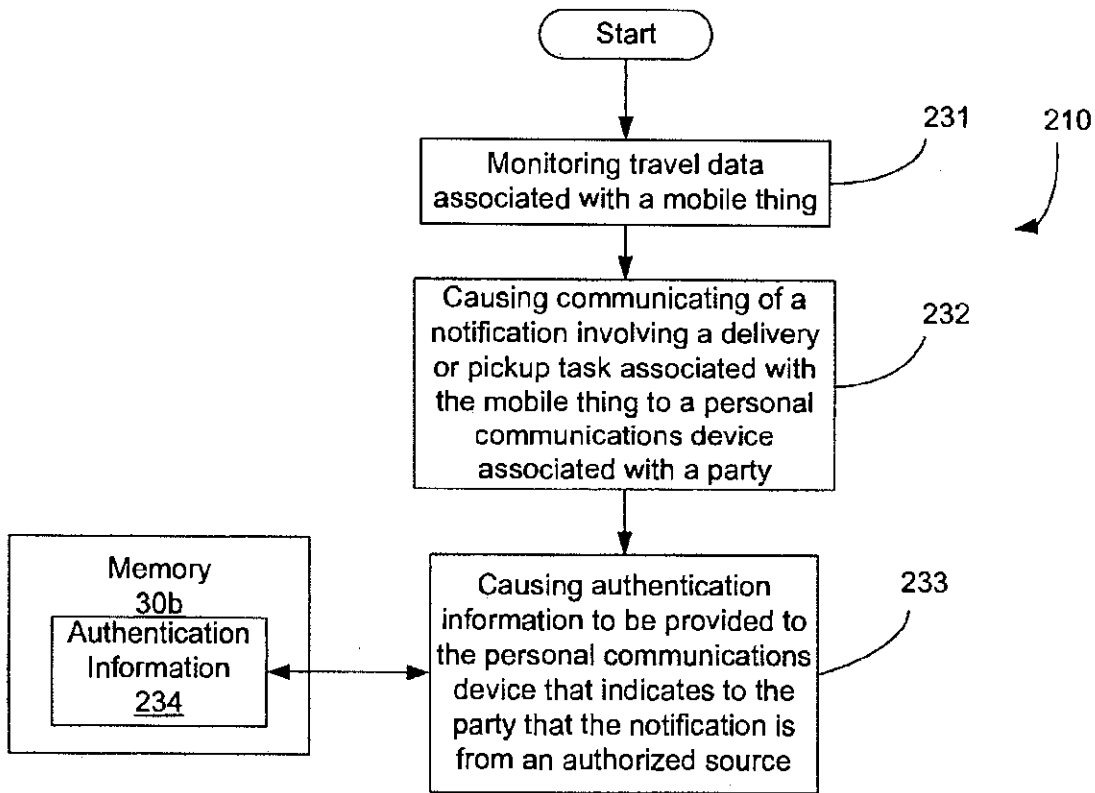 Start
231
210
Monitoring travel data
associated with a mobile thing
Causing communicating of a
notification involving a delivery
or pickup task associated with
the mobile thing to a personal
communications device
associated with a party
232
Memory
30b
Authentication
Information
234
Causing authentication
information to be provided to
the personal communications
device that indicates to the
party that the notification is
from an authorized source
233